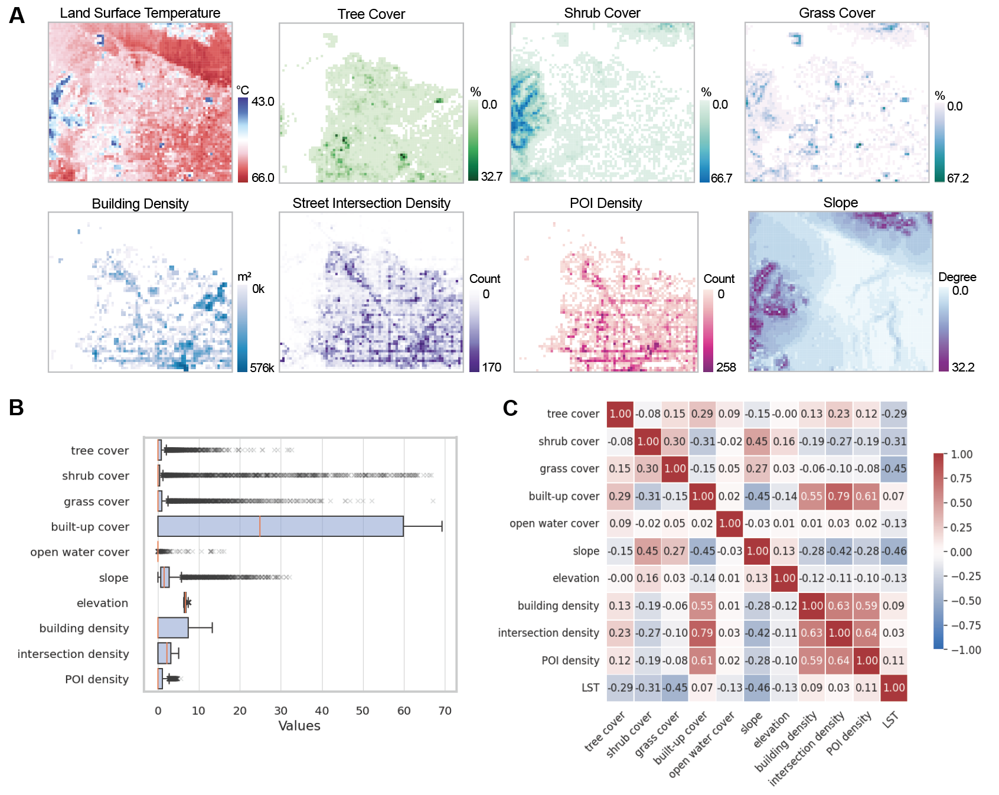 A
Land Surface Temperature
Tree Cover
Shrub Cover
Grass Cover
°C
43.0
66.0
%
0.0
32.7
%
0.0
66.7
%
0.0
67.2
Building Density
Street Intersection Density
POI Density
Slope
m²
0k
576k
Count
0
170
Count
0
258
Degree
0.0
32.2
B
tree cover
shrub cover
grass cover
built-up cover
open water cover
slope
elevation
building density
intersection density
POI density
0 10 20 30 40 50 60 70
Values
C
tree cover 1.00 -0.08 0.15 0.29 0.09 -0.15 -0.00 0.13 0.23 0.12 -0.29
shrub cover -0.08 1.00 0.30 -0.31 -0.02 0.45 0.16 -0.19 -0.27 -0.19 -0.31
grass cover 0.15 0.30 1.00 -0.15 0.05 0.27 0.03 -0.06 -0.10 -0.08 -0.45
built-up cover 0.29 -0.31 -0.15 1.00 0.02 -0.45 -0.14 0.55 0.79 0.61 0.07
open water cover 0.09 -0.02 0.05 0.02 1.00 -0.03 0.01 0.01 0.03 0.02 -0.13
slope -0.15 0.45 0.27 -0.45 -0.03 1.00 0.13 -0.28 -0.42 -0.28 -0.46
elevation -0.00 0.16 0.03 -0.14 0.01 0.13 1.00 -0.12 -0.11 -0.10 -0.13
building density 0.13 -0.19 -0.06 0.55 0.01 -0.28 -0.12 1.00 0.63 0.59 0.09
intersection density 0.23 -0.27 -0.10 0.79 0.03 -0.42 -0.11 0.63 1.00 0.64 0.03
POI density 0.12 -0.19 -0.08 0.61 0.02 -0.28 -0.10 0.59 0.64 1.00 0.11
LST -0.29 -0.31 -0.45 0.07 -0.13 -0.46 -0.13 0.09 0.03 0.11 1.00
tree cover
shrub cover
grass cover
built-up cover
open water cover
slope
elevation
building density
intersection density
POI density
LST
1.00
0.75
0.50
0.25
0.00
−0.25
−0.50
−0.75
−1.00